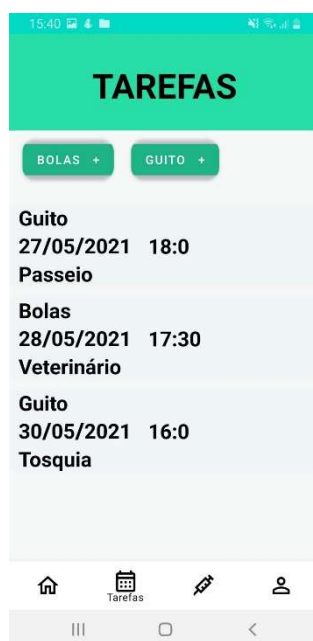 15:40
TAREFAS
BOLAS +
GUITO +
Guito
27/05/2021 18:0
Passeio
Bolas
28/05/2021 17:30
Veterinário
Guito
30/05/2021 16:0
Tosquia
Tarefas